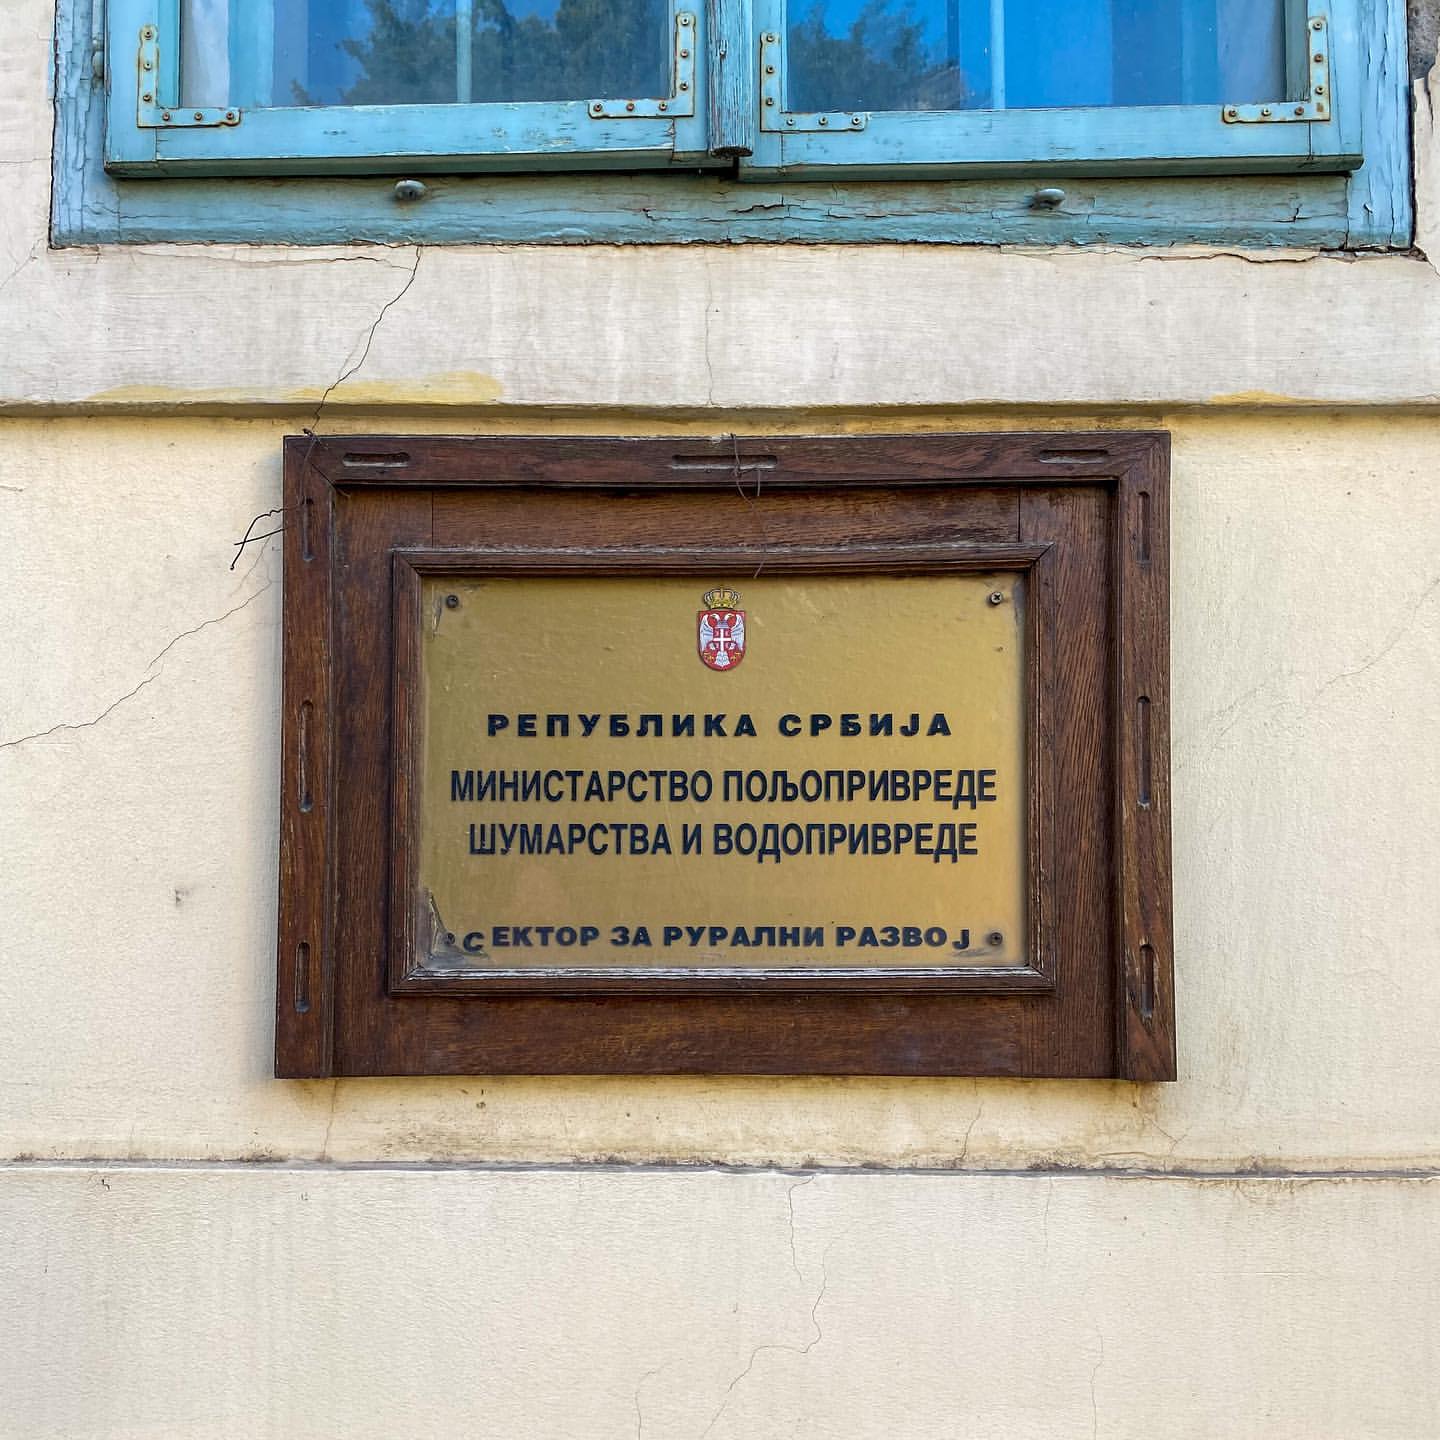 РЕПУБЛИКА СРБИЈА
МИНИСТАРСТВО ПОЉОПРИВРЕДЕ
ШУМАРСТВА И ВОДОПРИВРЕДЕ
СЕКТОР ЗА РУРАЛНИ РАЗВОЈ